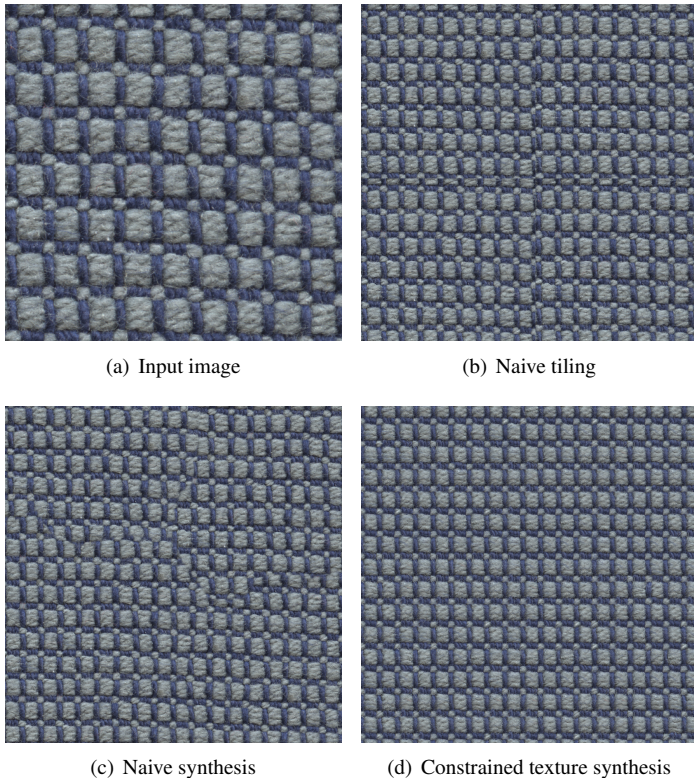 (a) Input image
(b) Naive tiling
(c) Naive synthesis
(d) Constrained texture synthesis